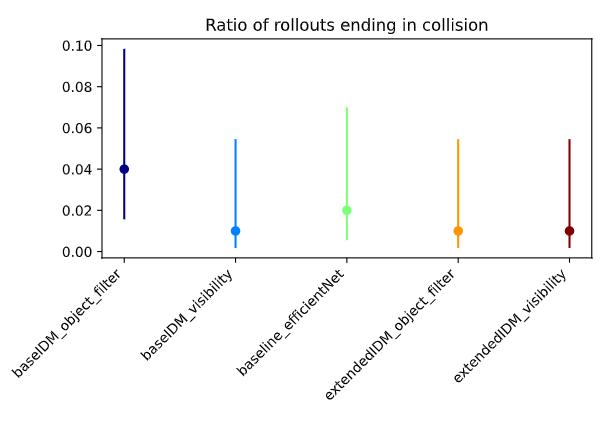 Ratio of rollouts ending in collision
0.10
0.08
0.06
0.04
0.02
0.00
baseIDM_object_filter
baseIDM_visibility
baseline_efficientNet
extendedIDM_object_filter
extendedIDM_visibility